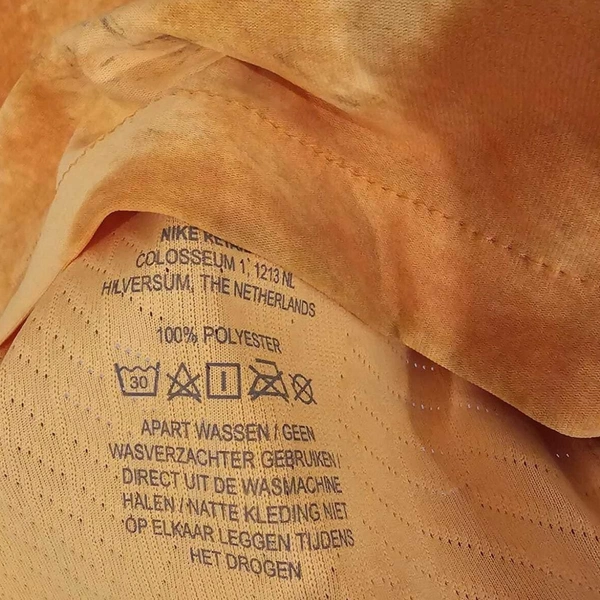 NIKE
COLOSSEUM 1, 1213 NL
HILVERSUM, THE NETHERLANDS
100% POLYESTER
30
APART WASSEN / GEEN
WASVERZACHTER GEBRUIKEN /
DIRECT UIT DE WASMACHINE
HALEN / NATTE KLEDING NIET
OP ELKAAR LEGGEN TIJDENS
HET DROGEN